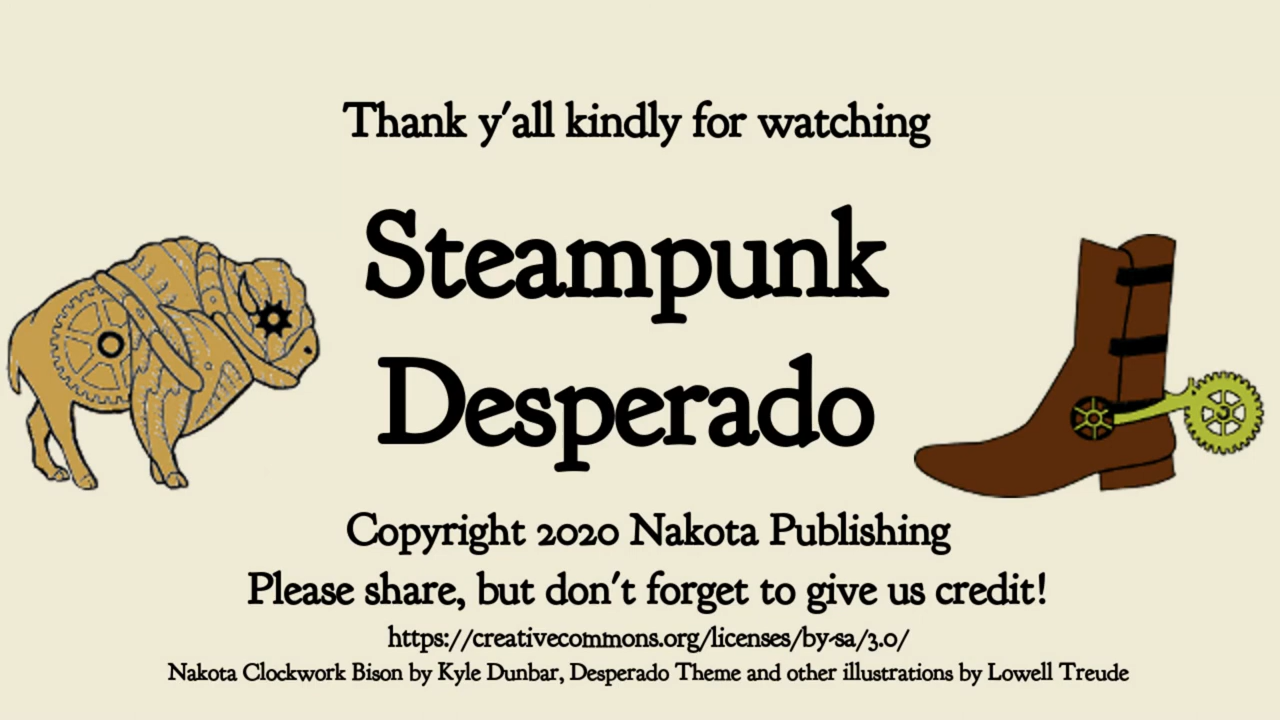 Thank y'all kindly for watching
Steampunk
Desperado
Copyright 2020 Nakota Publishing
Please share, but don't forget to give us credit!
https://creativecommons.org/licenses/by-sa/3.0/
Nakota Clockwork Bison by Kyle Dunbar, Desperado Theme and other illustrations by Lowell Treude